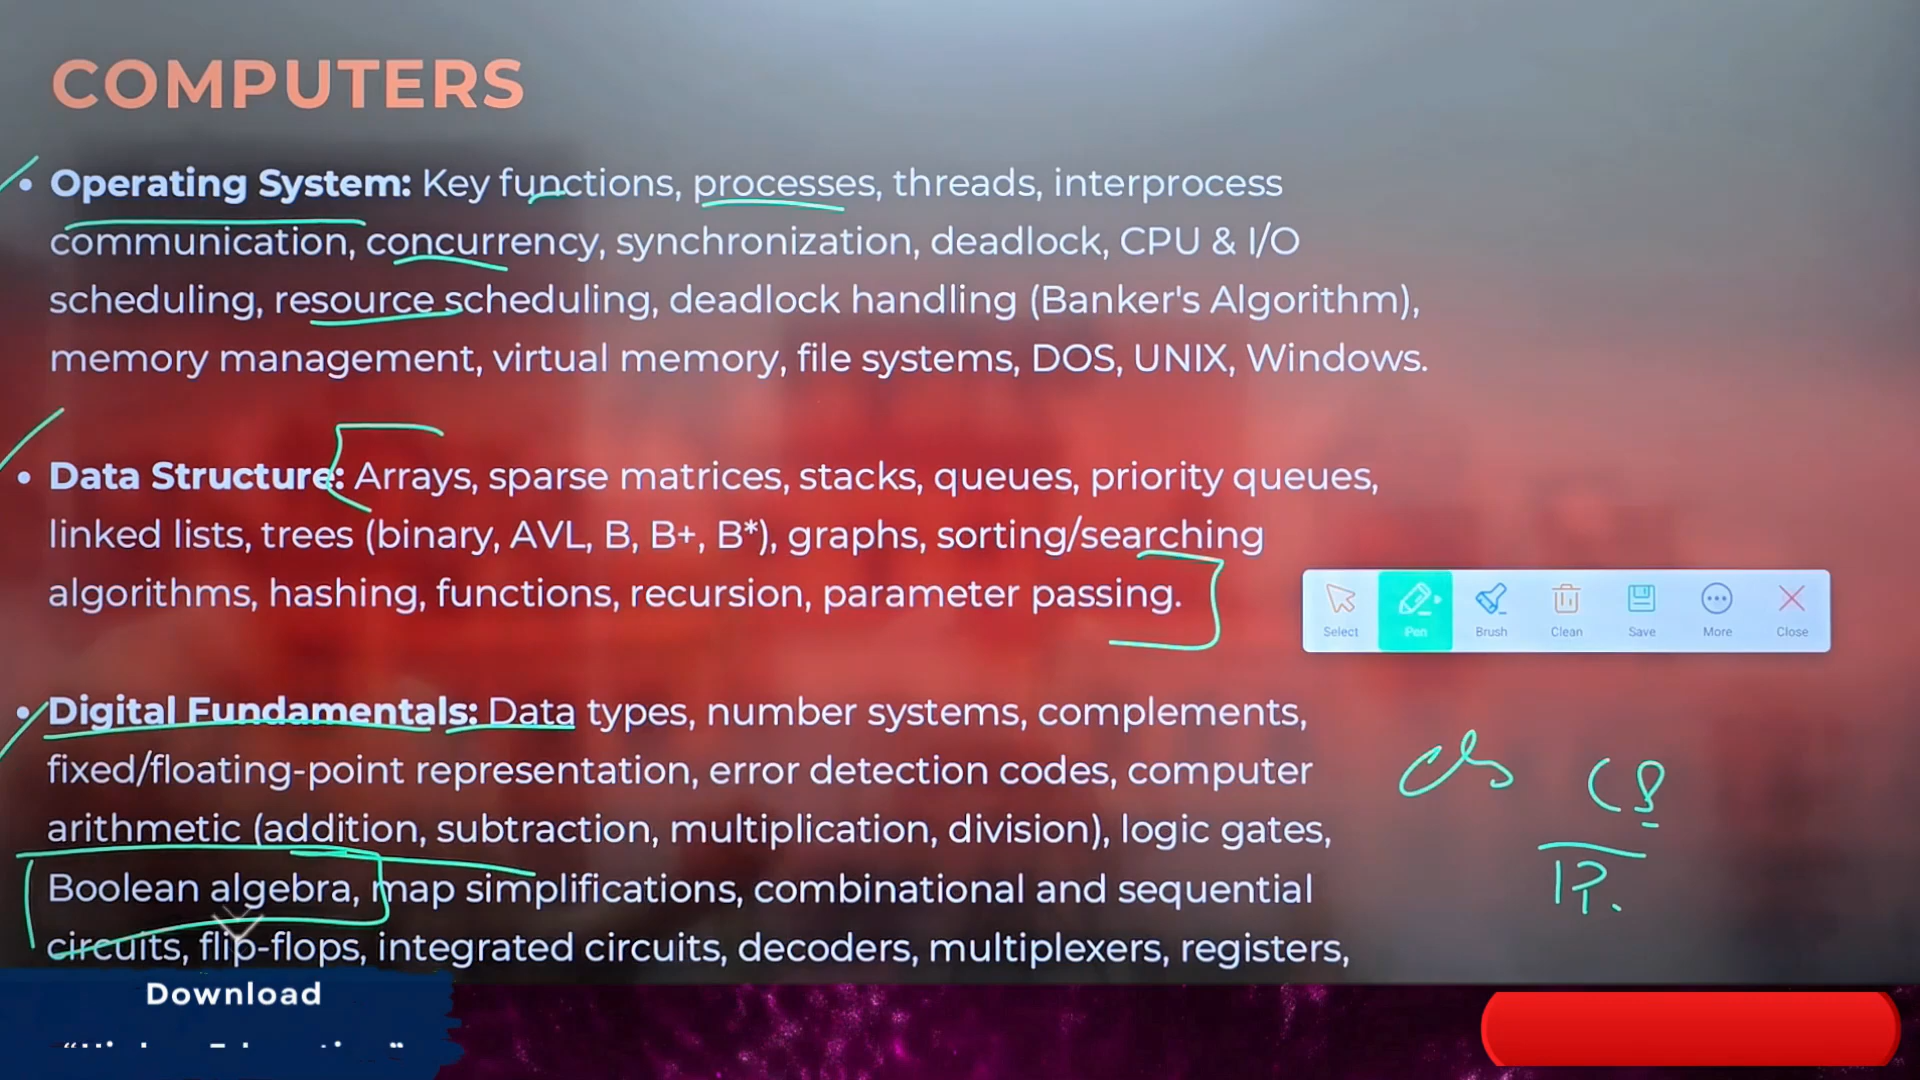 COMPUTERS
• Operating System: Key functions, processes, threads, interprocess
communication, concurrency, synchronization, deadlock, CPU & I/O
scheduling, resource scheduling, deadlock handling (Banker's Algorithm),
memory management, virtual memory, file systems, DOS, UNIX, Windows.
• Data Structure: Arrays, sparse matrices, stacks, queues, priority queues,
linked lists, trees (binary, AVL, B, B+, B*), graphs, sorting/searching
algorithms, hashing, functions, recursion, parameter passing.
Select Pen Brush Clean Save More Close
• Digital Fundamentals: Data types, number systems, complements,
fixed/floating-point representation, error detection codes, computer
arithmetic (addition, subtraction, multiplication, division), logic gates,
Boolean algebra, map simplifications, combinational and sequential
circuits, flip-flops, integrated circuits, decoders, multiplexers, registers,
Download